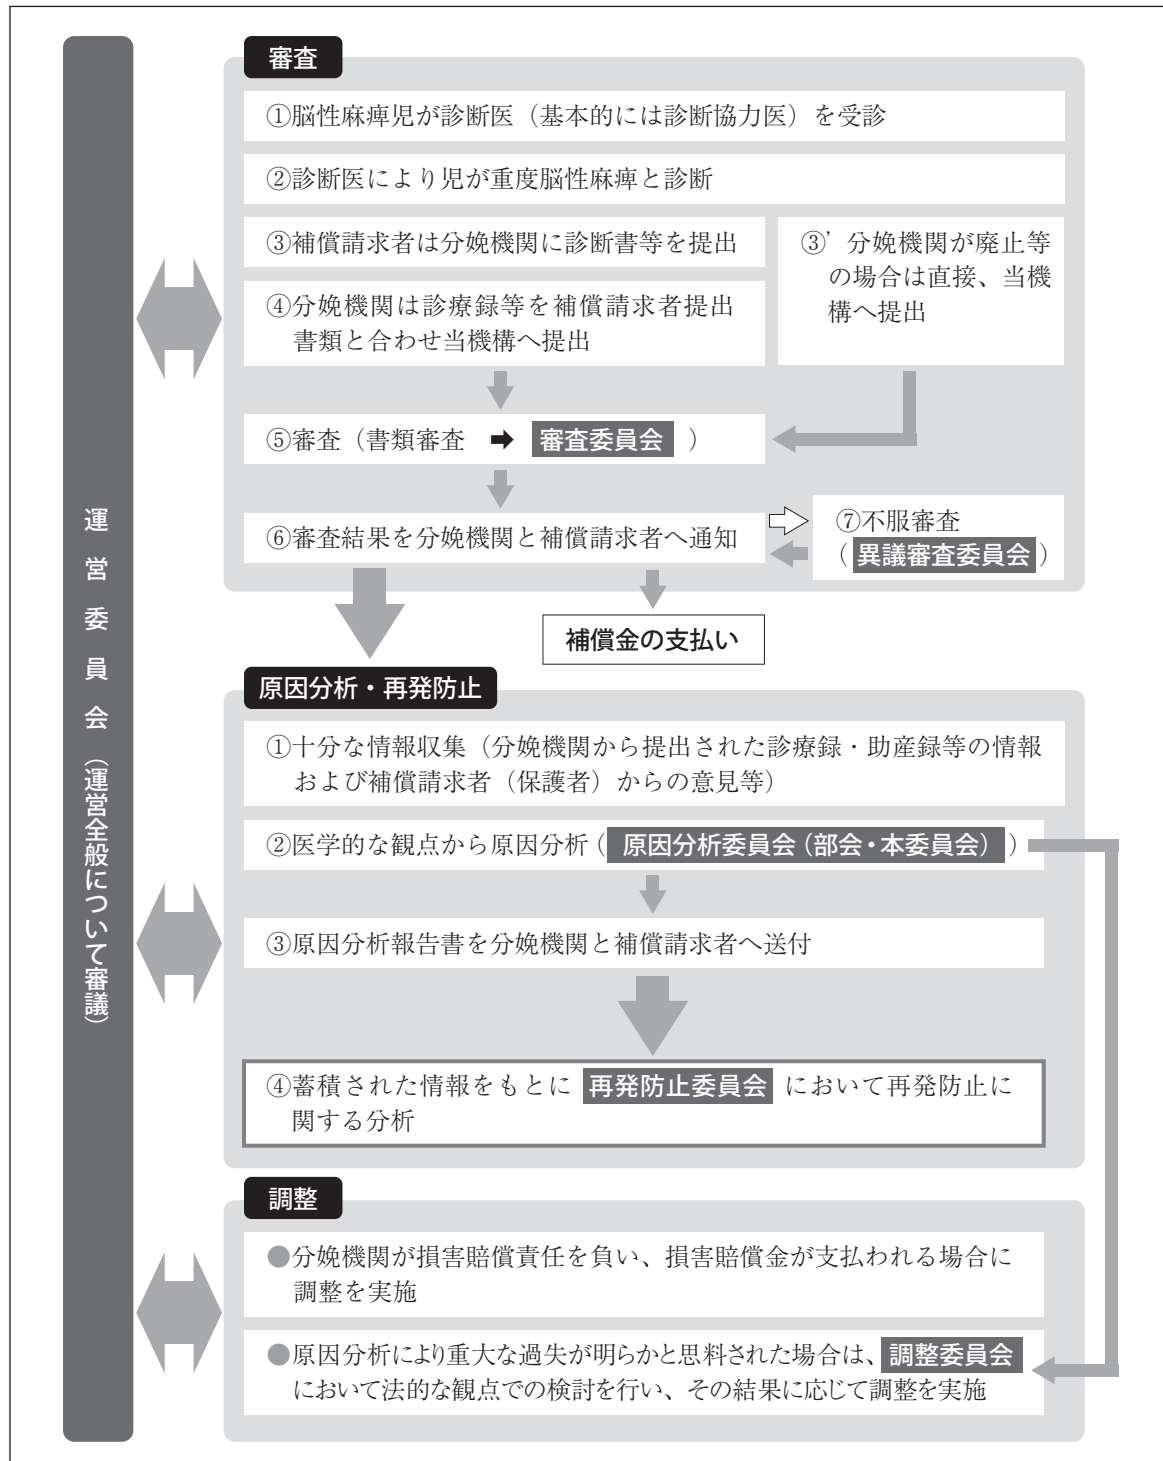 審査
①脳性麻痺児が診断医（基本的には診断協力医）を受診
②診断医により児が重度脳性麻痺と診断
③補償請求者は分娩機関に診断書等を提出
③’分娩機関が廃止等
の場合は直接、当機
構へ提出
④分娩機関は診療録等を補償請求者提出
書類と合わせ当機構へ提出
⑤審査（書類審査 ➡ 審査委員会 ）
⑥審査結果を分娩機関と補償請求者へ通知
⑦不服審査
（異議審査委員会）
補償金の支払い
運営委員会（運営全般について審議）
原因分析・再発防止
①十分な情報収集（分娩機関から提出された診療録・助産録等の情報
および補償請求者（保護者）からの意見等）
②医学的な観点から原因分析（ 原因分析委員会（部会・本委員会） ）
③原因分析報告書を分娩機関と補償請求者へ送付
④蓄積された情報をもとに 再発防止委員会 において再発防止に
関する分析
調整
●分娩機関が損害賠償責任を負い、損害賠償金が支払われる場合に
調整を実施
●原因分析により重大な過失が明らかと思料された場合は、調整委員会
において法的な観点での検討を行い、その結果に応じて調整を実施